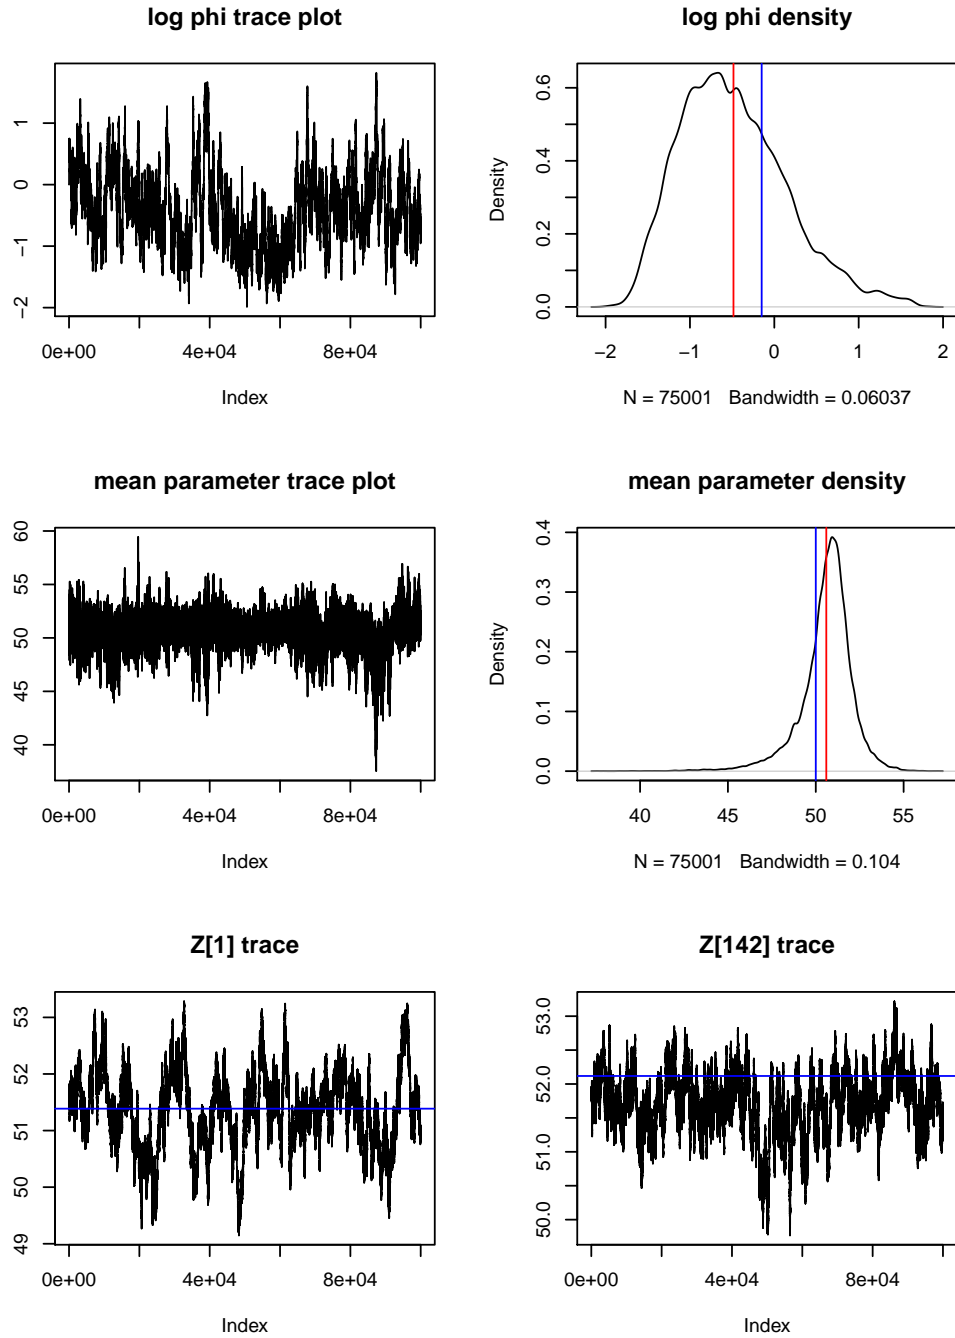 log phi trace plot
1
0
−1
−2
0e+00 4e+04 8e+04
Index
log phi density
Density
0.6
0.4
0.2
0.0
−2 −1 0 1 2
N = 75001 Bandwidth = 0.06037
mean parameter trace plot
60
55
50
45
40
0e+00 4e+04 8e+04
Index
mean parameter density
Density
0.4
0.3
0.2
0.1
0.0
40 45 50 55
N = 75001 Bandwidth = 0.104
Z[1] trace
53
52
51
50
49
0e+00 4e+04 8e+04
Index
Z[142] trace
53.0
52.0
51.0
50.0
0e+00 4e+04 8e+04
Index